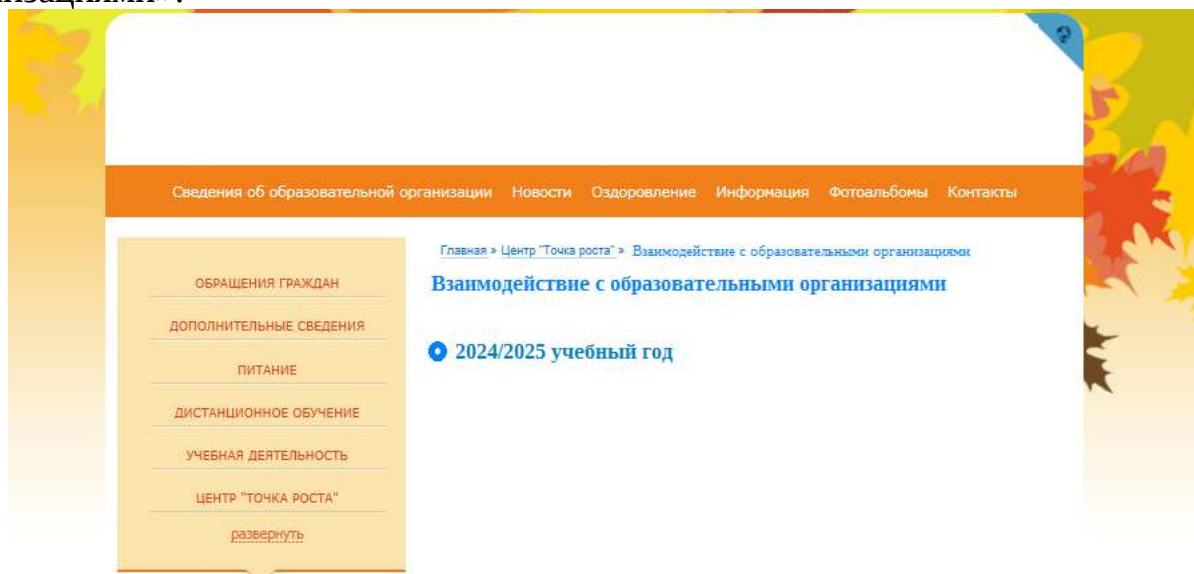 Сведения об образовательной организации Новости Оздоровление Информация Фотоальбомы Контакты
Главная » Центр "Точка роста" » Взаимодействие с образовательными организациями
Взаимодействие с образовательными организациями
2024/2025 учебный год
ОБРАЩЕНИЯ ГРАЖДАН
ДОПОЛНИТЕЛЬНЫЕ СВЕДЕНИЯ
ПИТАНИЕ
ДИСТАНЦИОННОЕ ОБУЧЕНИЕ
УЧЕБНАЯ ДЕЯТЕЛЬНОСТЬ
ЦЕНТР "ТОЧКА РОСТА"
развернуть